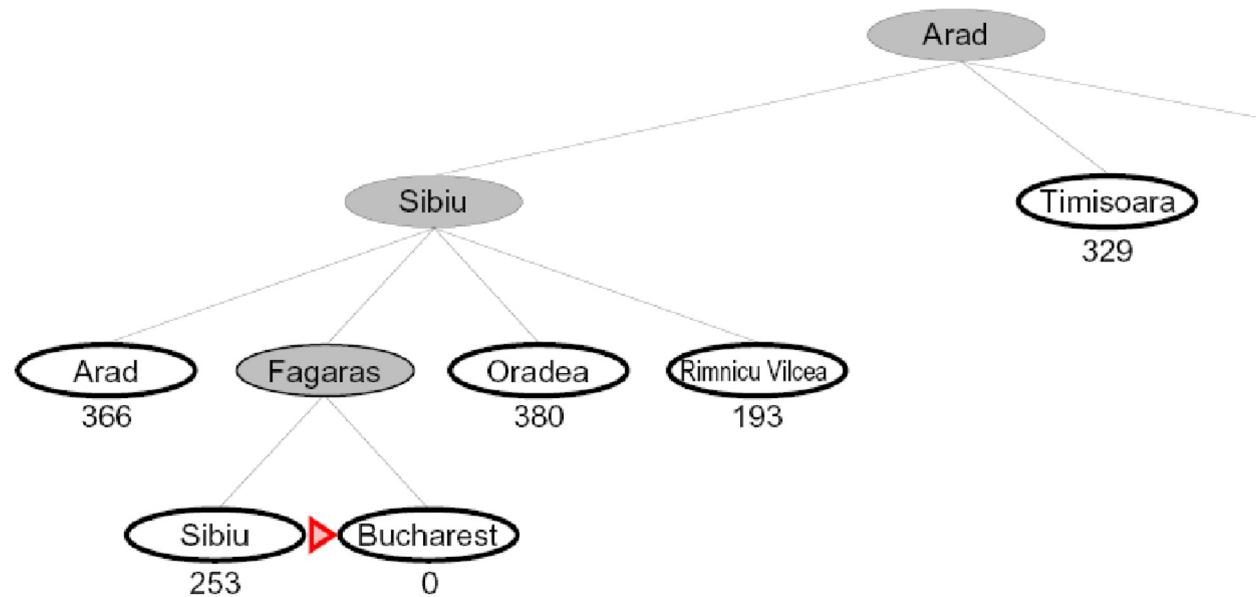 Arad
Sibiu
Timisoara
329
Arad
Fagaras
Oradea
Rimnicu Vilcea
366
380
193
Sibiu
Bucharest
253
0